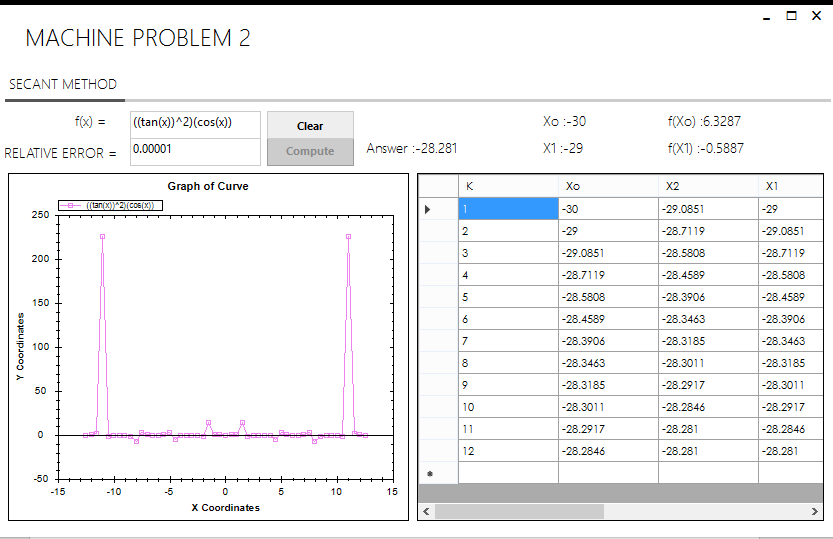 MACHINE PROBLEM 2
SECANT METHOD
f(x) = ((tan(x))^2)(cos(x)) Clear Xo :-30 f(Xo) :6.3287
RELATIVE ERROR = 0.00001 Compute Answer :-28.281 X1 :-29 f(X1) :-0.5887
Graph of Curve
((tan(x))^2)(cos(x))
250
200
150
100
50
0
-50
-15 -10 -5 0 5 10 15
Y Coordinates
X Coordinates
K Xo X2 X1
1 -30 -29.0851 -29
2 -29 -28.7119 -29.0851
3 -29.0851 -28.5808 -28.7119
4 -28.7119 -28.4589 -28.5808
5 -28.5808 -28.3906 -28.4589
6 -28.4589 -28.3463 -28.3906
7 -28.3906 -28.3185 -28.3463
8 -28.3463 -28.3011 -28.3185
9 -28.3185 -28.2917 -28.3011
10 -28.3011 -28.2846 -28.2917
11 -28.2917 -28.281 -28.2846
12 -28.2846 -28.281 -28.281